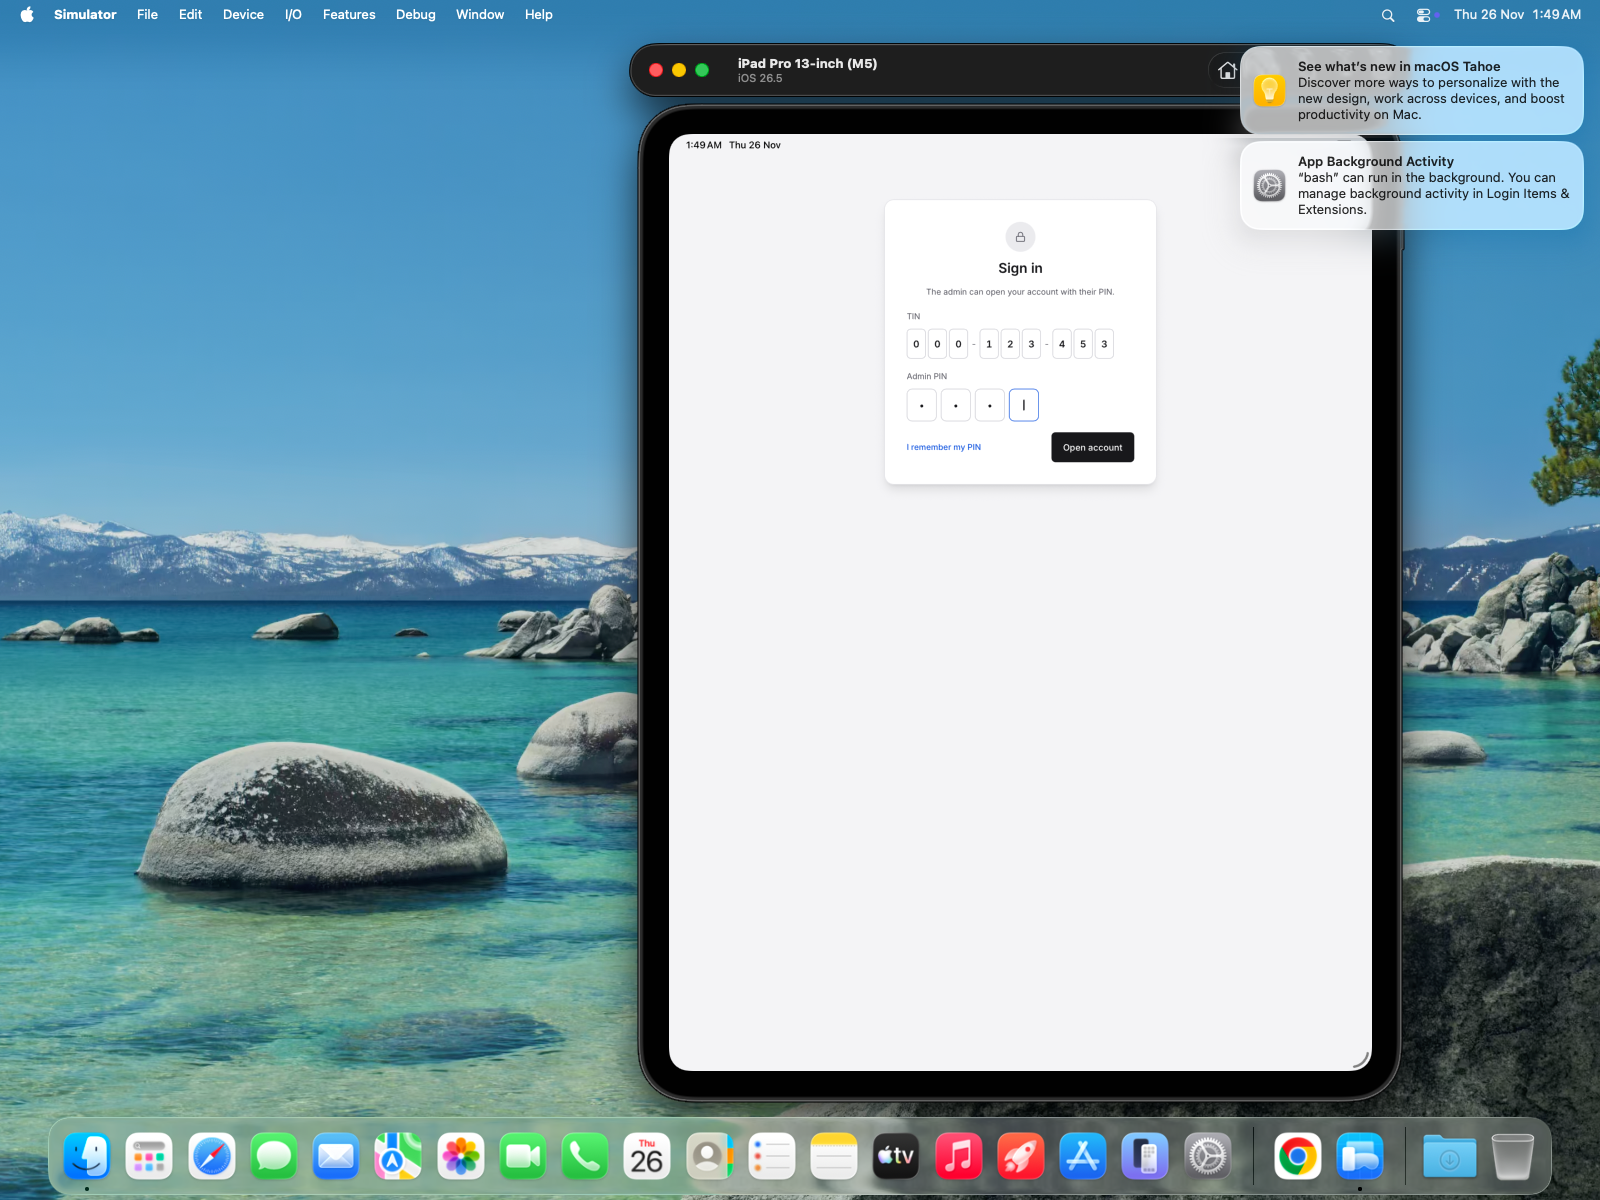 Simulator File Edit Device I/O Features Debug Window Help Thu 26 Nov 1:49 AM
iPad Pro 13-inch (M5)
iOS 26.5
See what's new in macOS Tahoe
Discover more ways to personalize with the
new design, work across devices, and boost
productivity on Mac.
App Background Activity
“bash” can run in the background. You can
manage background activity in Login Items &
Extensions.
1:49 AM Thu 26 Nov
Sign in
The admin can open your account with their PIN.
TIN
0 0 0 - 1 2 3 - 4 5 3
Admin PIN
I remember my PIN
Open account
Thu
26
tv